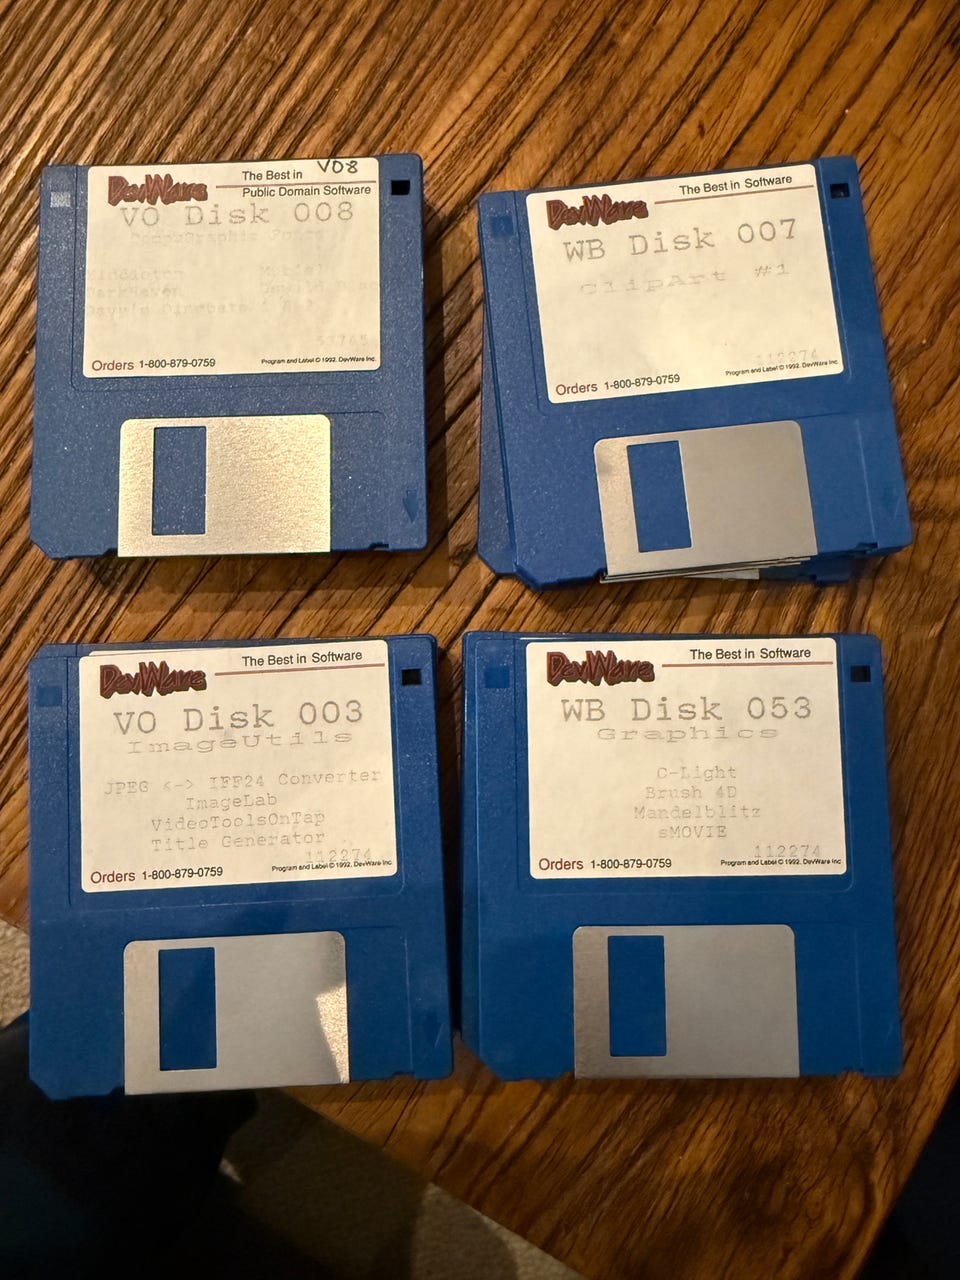 DevWare
The Best in
Public Domain Software
VO8
VO Disk 008
53765
Orders 1-800-879-0759
Program and Label © 1992, DevWare Inc.
DevWare
The Best in Software
WB Disk 007
ClipArt #1
112274
Orders 1-800-879-0759
Program and Label © 1992, DevWare Inc.
DevWare
The Best in Software
VO Disk 003
ImageUtils
JPEG <-> IFF24 Converter
ImageLab
VideoToolsOnTap
Title Generator
112274
Orders 1-800-879-0759
Program and Label © 1992, DevWare Inc.
DevWare
The Best in Software
WB Disk 053
Graphics
C-Light
Brush 4D
Mandelblitz
sMOVIE
112274
Orders 1-800-879-0759
Program and Label © 1992, DevWare Inc.